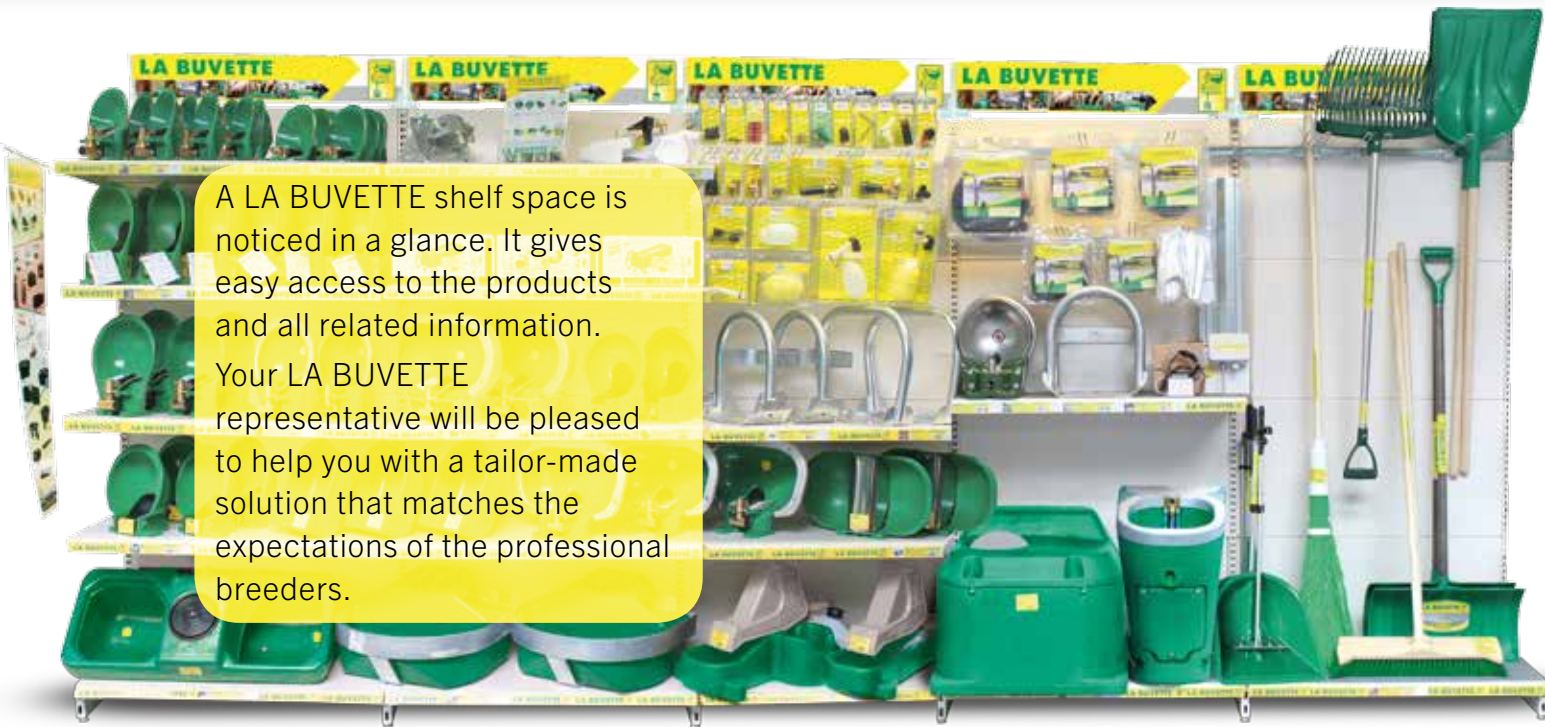 LA BUVETTE
LA BUVETTE
LA BUVETTE
LA BUVETTE
LA
A LA BUVETTE shelf space is
noticed in a glance. It gives
easy access to the products
and all related information.
Your LA BUVETTE
representative will be pleased
to help you with a tailor-made
solution that matches the
expectations of the professional
breeders.